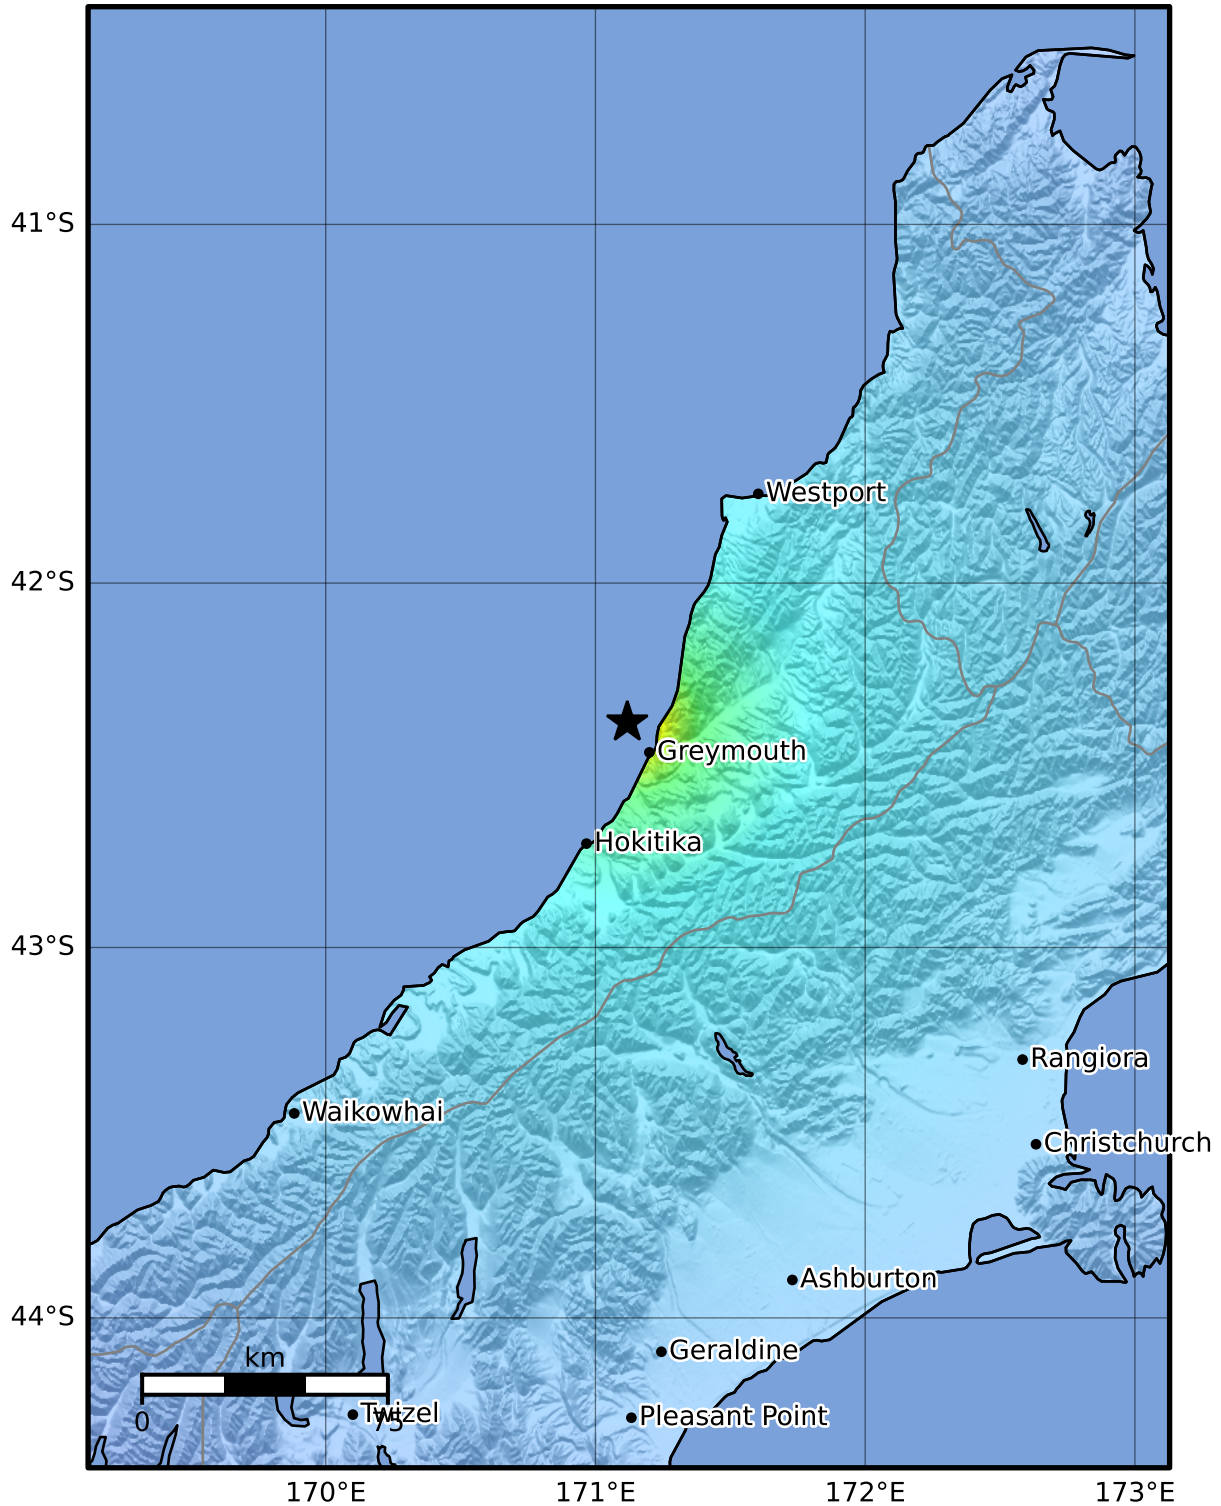 41°S
Westport
42°S
Greymouth
Hokitika
43°S
Rangiora
Waikowhai
Christchurch
Ashburton
44°S
Geraldine
km
Twizel
Pleasant Point
0
75
170°E
171°E
172°E
173°E